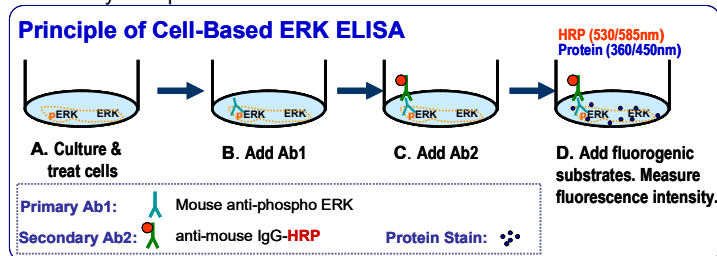 Principle of Cell-Based ERK ELISA
HRP (530/585nm)
Protein (360/450nm)
pERK ERK
pERK ERK
pERK ERK
pERK ERK
A. Culture &
treat cells
B. Add Ab1
C. Add Ab2
D. Add fluorogenic
substrates. Measure
fluorescence intensity.
Primary Ab1: Mouse anti-phospho ERK
Secondary Ab2: anti-mouse IgG-HRP Protein Stain: